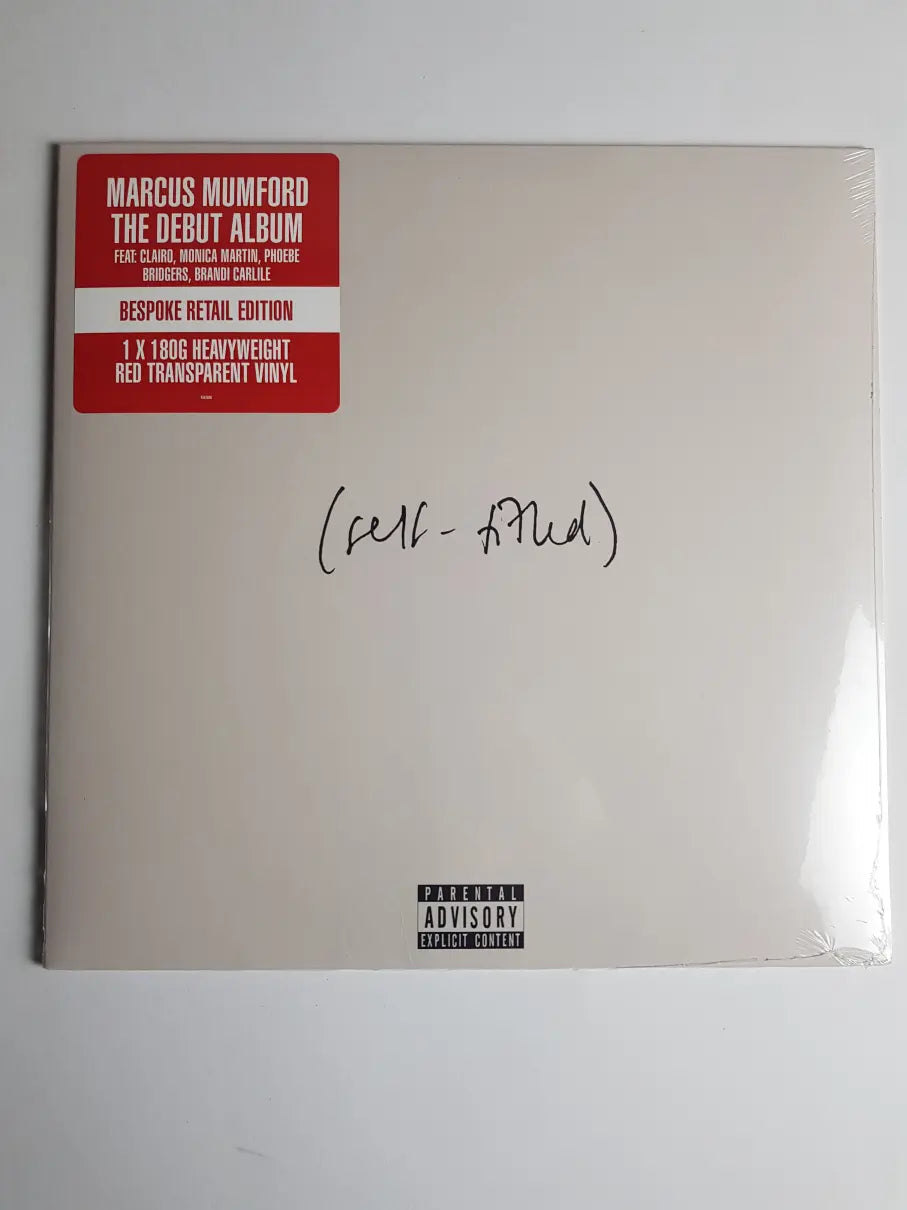 MARCUS MUMFORD
THE DEBUT ALBUM
FEAT: CLAIRO, MONICA MARTIN, PHOEBE
BRIDGERS, BRANDI CARLILE
BESPOKE RETAIL EDITION
1 X 180G HEAVYWEIGHT
RED TRANSPARENT VINYL
(self-titled)
PARENTAL
ADVISORY
EXPLICIT CONTENT